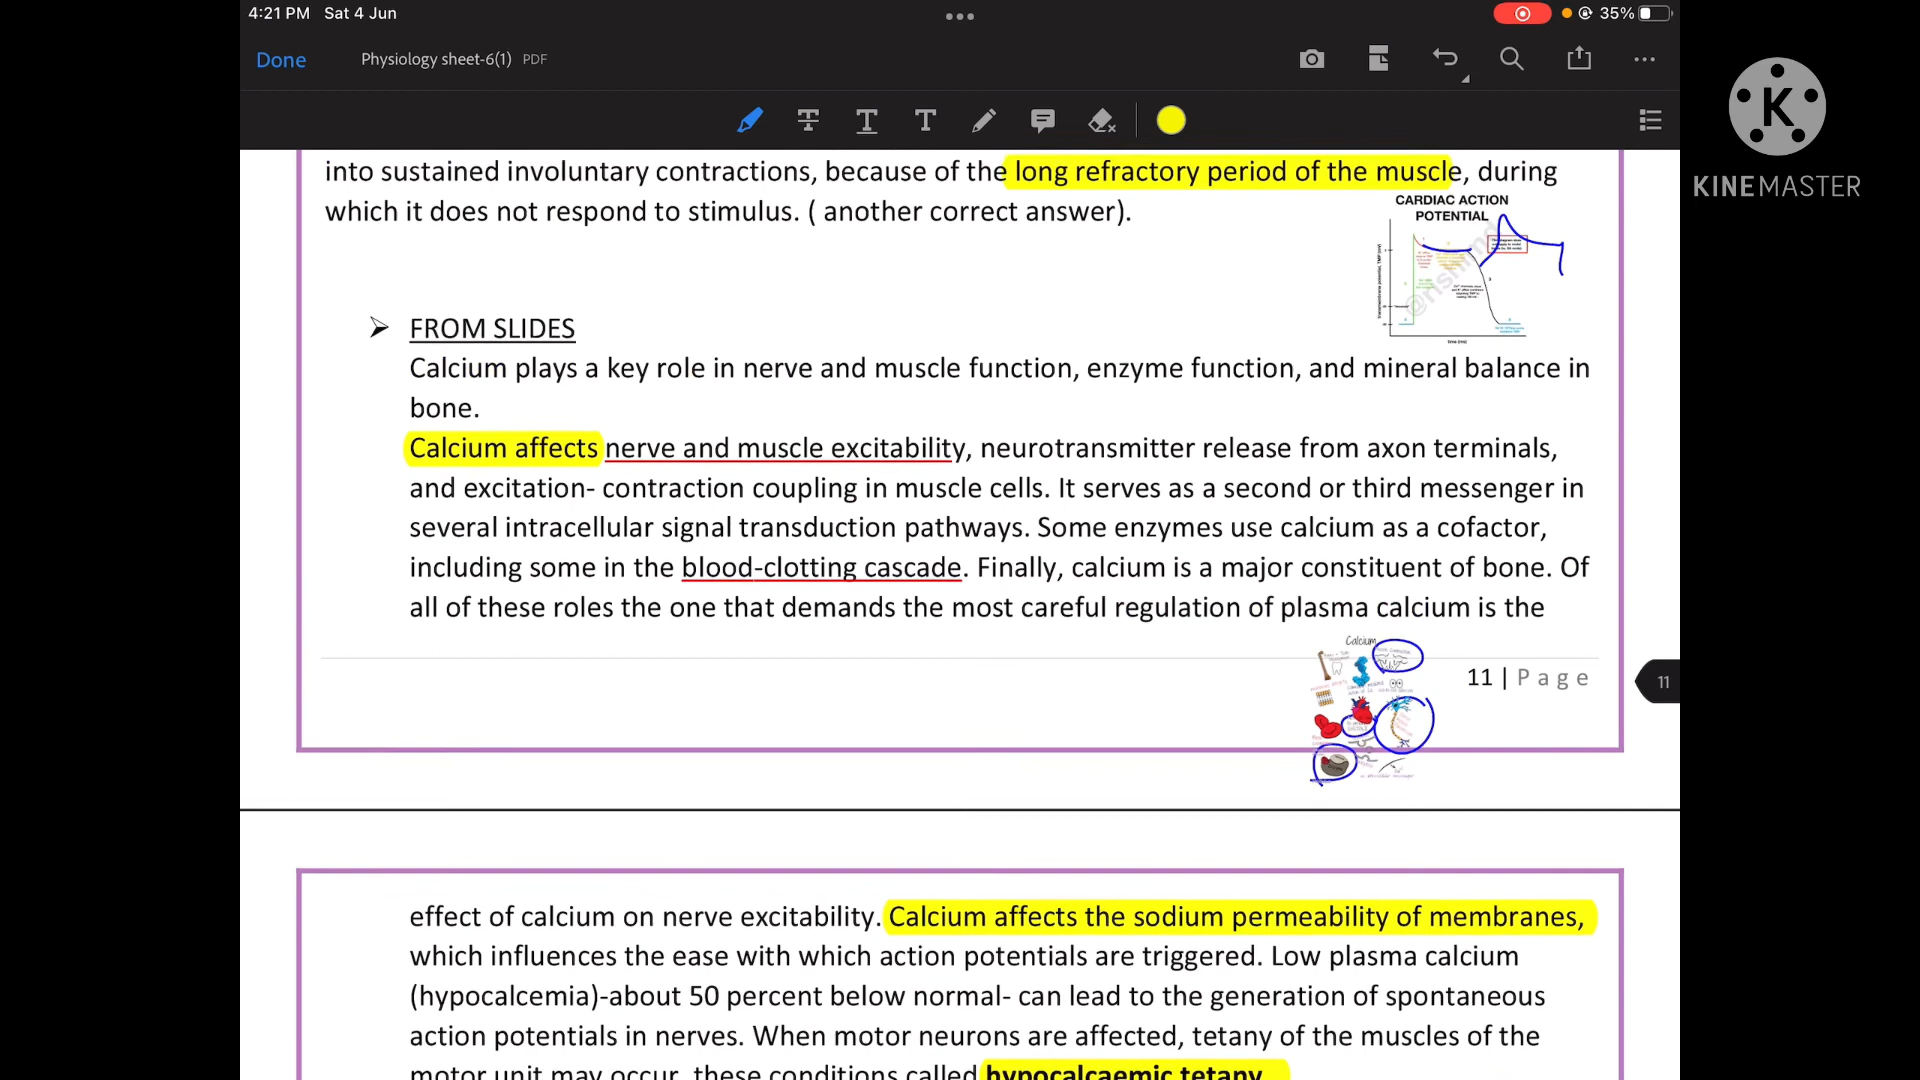 4:21 PM Sat 4 Jun
35%
Done
Physiology sheet-6(1) PDF
K
KINEMASTER
into sustained involuntary contractions, because of the long refractory period of the muscle, during
which it does not respond to stimulus. ( another correct answer).
CARDIAC ACTION
POTENTIAL
FROM SLIDES
Calcium plays a key role in nerve and muscle function, enzyme function, and mineral balance in
bone.
Calcium affects nerve and muscle excitability, neurotransmitter release from axon terminals,
and excitation- contraction coupling in muscle cells. It serves as a second or third messenger in
several intracellular signal transduction pathways. Some enzymes use calcium as a cofactor,
including some in the blood-clotting cascade. Finally, calcium is a major constituent of bone. Of
all of these roles the one that demands the most careful regulation of plasma calcium is the
Calcium
11 | Page
11
effect of calcium on nerve excitability. Calcium affects the sodium permeability of membranes,
which influences the ease with which action potentials are triggered. Low plasma calcium
(hypocalcemia)-about 50 percent below normal- can lead to the generation of spontaneous
action potentials in nerves. When motor neurons are affected, tetany of the muscles of the
motor unit may occur, these conditions called hypocalcaemic tetany.